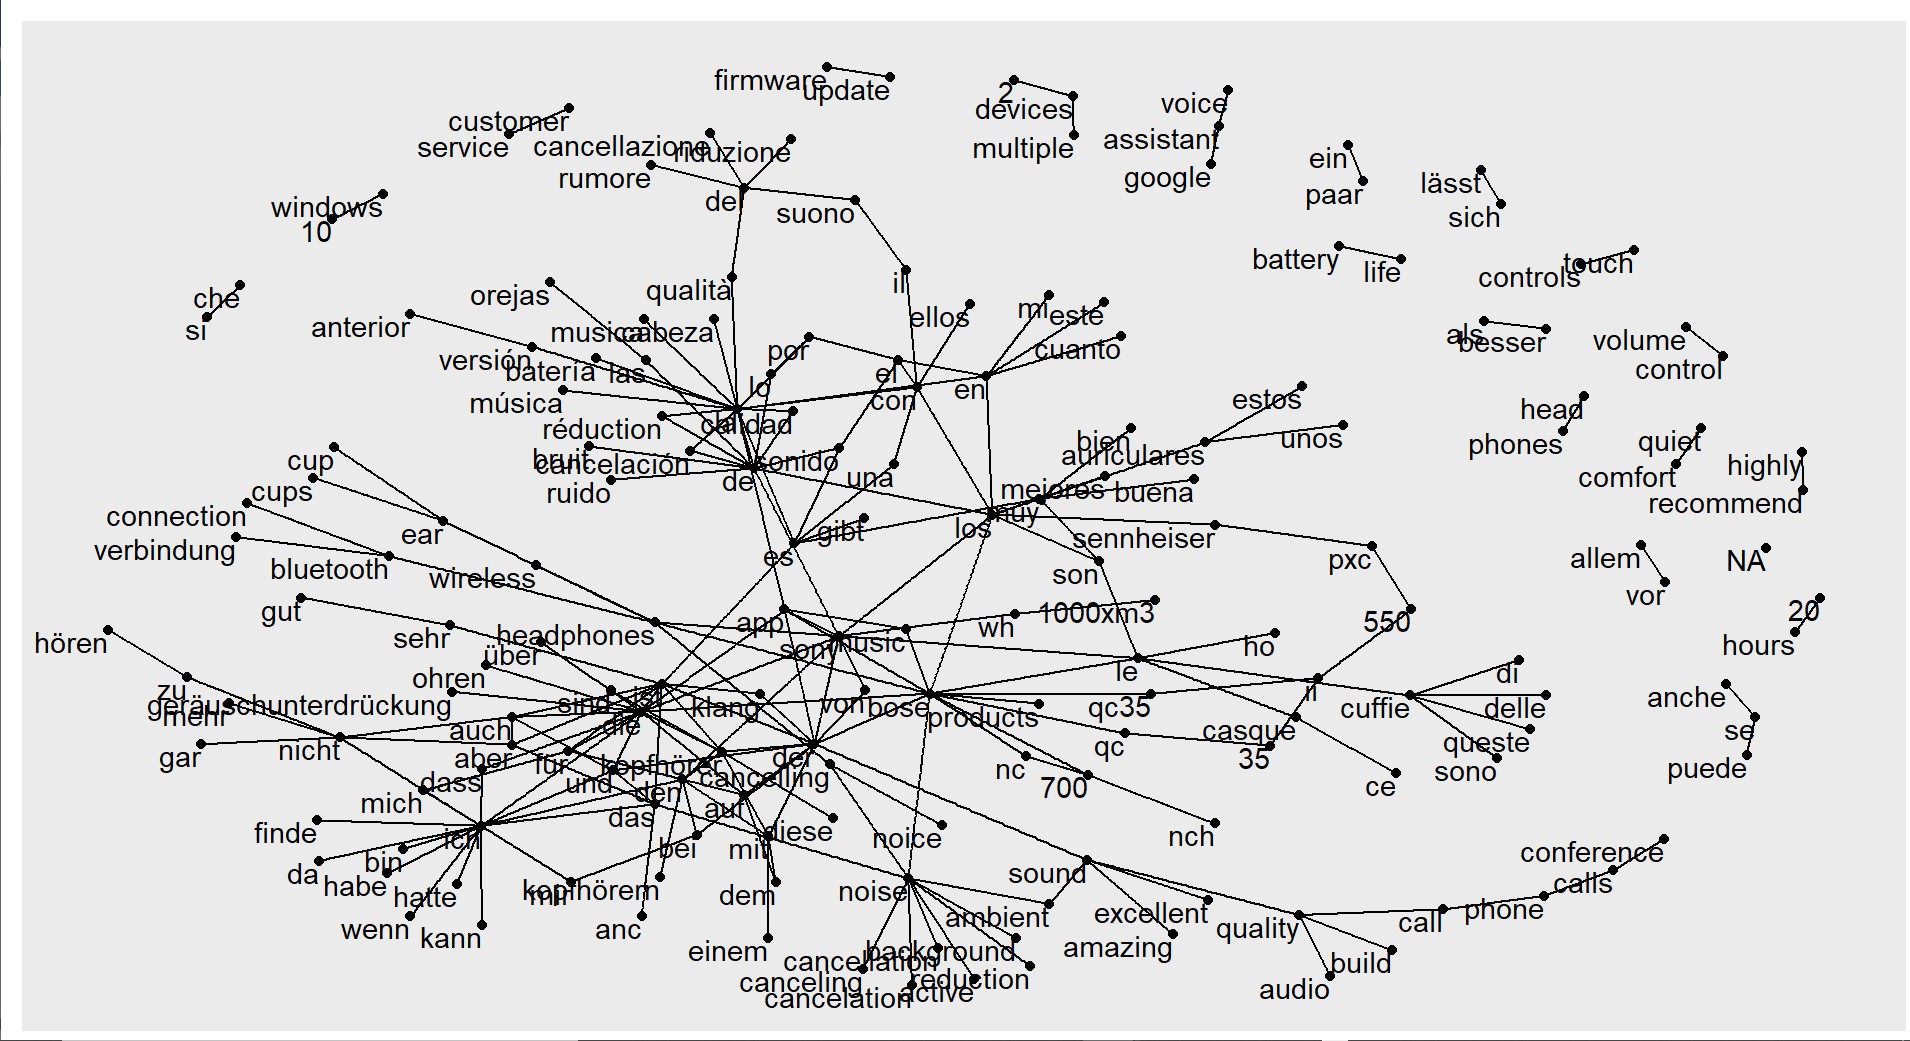 firmware
update
2
devices
multiple
voice
assistant
google
customer
service
cancellazione
riduzione
rumore
del
suono
ein
paar
lässt
sich
windows
10
battery
life
touch
controls
che
si
orejas
qualità
il
ellos
mi
este
cuanto
anterior
musica
cabeza
por
versión
batería
las
lo
el
con
en
als
besser
volume
control
música
calidad
réduction
bruit
cancelación
ruido
sonido
de
una
estos
unos
bien
auriculares
mejores
buena
muy
los
head
phones
quiet
comfort
highly
recommend
cup
cups
connection
ear
verbindung
bluetooth
wireless
es
gibt
sennheiser
pxc
son
allem
vor
NA
gut
sehr
headphones
app
sony
music
wh
1000xm3
550
20
hours
hören
über
ohren
zu
geräuschunterdrückung
mehr
sind
ist
die
klang
von
bose
products
le
ho
qc35
il
cuffie
di
delle
queste
sono
casque
qc
35
ce
anche
se
puede
gar
nicht
auch
aber
für
und
kopfhörer
der
cancelling
dass
mich
den
das
auf
nc
700
nch
finde
ich
da
bin
habe
hatte
wenn
kann
bei
mit
diese
noice
kopfhörern
mir
anc
dem
einem
noise
sound
ambient
excellent
amazing
quality
call
phone
calls
conference
build
audio
background
cancellation
canceling
cancelation
reduction
active